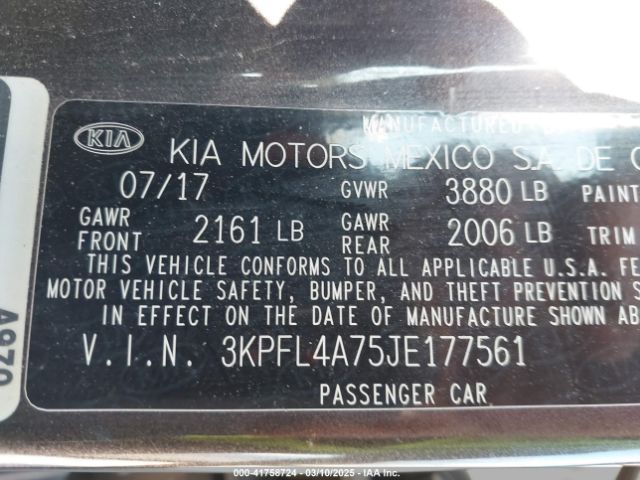 MANUFACTURED
KIA
KIA MOTORS MEXICO S.A. DE
07/17 GVWR 3880 LB PAINT
GAWR FRONT 2161 LB GAWR REAR 2006 LB TRIM
THIS VEHICLE CONFORMS TO ALL APPLICABLE U.S.A. FE
MOTOR VEHICLE SAFETY, BUMPER, AND THEFT PREVENTION S
IN EFFECT ON THE DATE OF MANUFACTURE SHOWN AB
V.I.N. 3KPFL4A75JE177561
PASSENGER CAR
A970
000-41758724 — 03/10/2025 — IAA Inc.